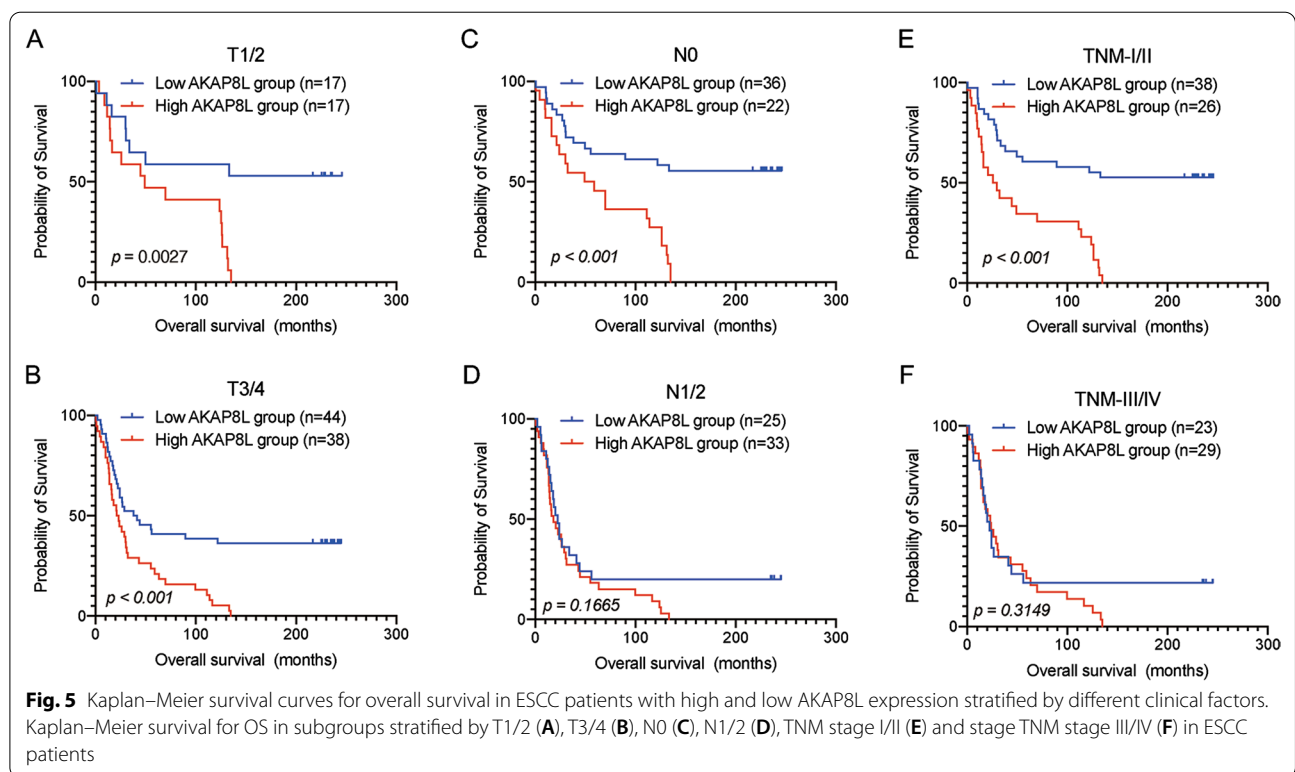 A
T1/2
100
50
0
Probability of Survival
Low AKAP8L group (n=17)
High AKAP8L group (n=17)
p = 0.0027
0 100 200 300
Overall survival (months)
C
N0
100
50
0
Probability of Survival
Low AKAP8L group (n=36)
High AKAP8L group (n=22)
p < 0.001
0 100 200 300
Overall survival (months)
E
TNM-I/II
100
50
0
Probability of Survival
Low AKAP8L group (n=38)
High AKAP8L group (n=26)
p < 0.001
0 100 200 300
Overall survival (months)
B
T3/4
100
50
0
Probability of Survival
Low AKAP8L group (n=44)
High AKAP8L group (n=38)
p < 0.001
0 100 200 300
Overall survival (months)
D
N1/2
100
50
0
Probability of Survival
Low AKAP8L group (n=25)
High AKAP8L group (n=33)
p = 0.1665
0 100 200 300
Overall survival (months)
F
TNM-III/IV
100
50
0
Probability of Survival
Low AKAP8L group (n=23)
High AKAP8L group (n=29)
p = 0.3149
0 100 200 300
Overall survival (months)
Fig. 5 Kaplan–Meier survival curves for overall survival in ESCC patients with high and low AKAP8L expression stratified by different clinical factors.
Kaplan–Meier survival for OS in subgroups stratified by T1/2 (A), T3/4 (B), N0 (C), N1/2 (D), TNM stage I/II (E) and stage TNM stage III/IV (F) in ESCC
patients